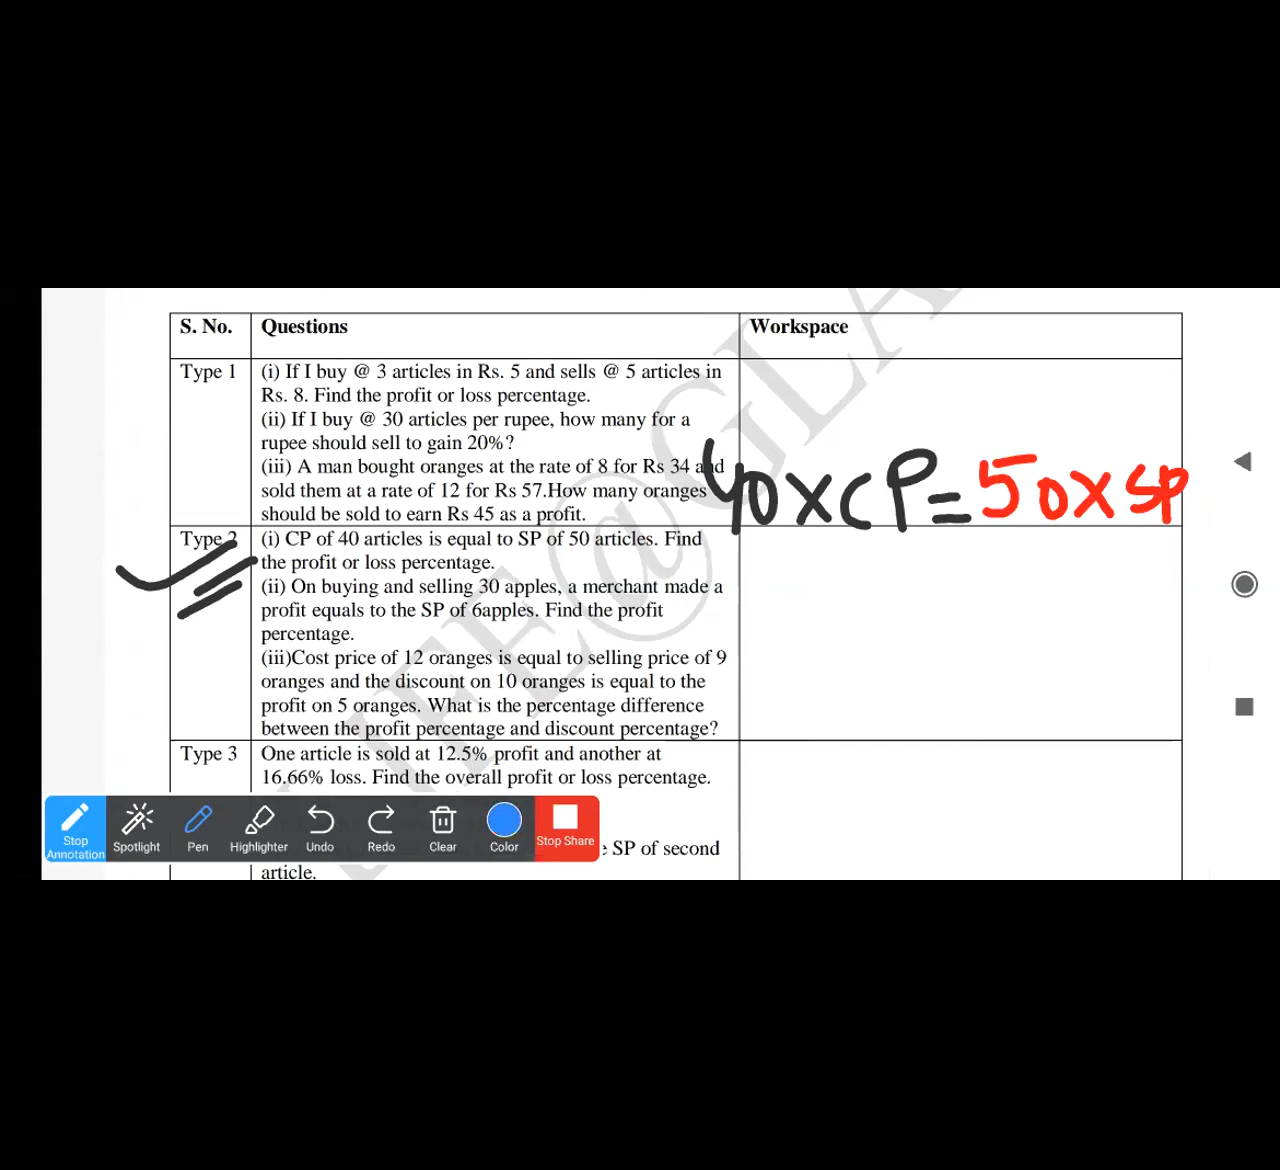 S. No. Questions Workspace
Type 1 (i) If I buy @ 3 articles in Rs. 5 and sells @ 5 articles in
Rs. 8. Find the profit or loss percentage.
(ii) If I buy @ 30 articles per rupee, how many for a
rupee should sell to gain 20%?
(iii) A man bought oranges at the rate of 8 for Rs 34 and
sold them at a rate of 12 for Rs 57.How many oranges
should be sold to earn Rs 45 as a profit.
40 X CP = 50 X SP
Type 2 (i) CP of 40 articles is equal to SP of 50 articles. Find
the profit or loss percentage.
(ii) On buying and selling 30 apples, a merchant made a
profit equals to the SP of 6apples. Find the profit
percentage.
(iii)Cost price of 12 oranges is equal to selling price of 9
oranges and the discount on 10 oranges is equal to the
profit on 5 oranges. What is the percentage difference
between the profit percentage and discount percentage?
Type 3 One article is sold at 12.5% profit and another at
16.66% loss. Find the overall profit or loss percentage.
SP of second
article.
Stop Annotation
Spotlight
Pen
Highlighter
Undo
Redo
Clear
Color
Stop Share
LIFE@GLA